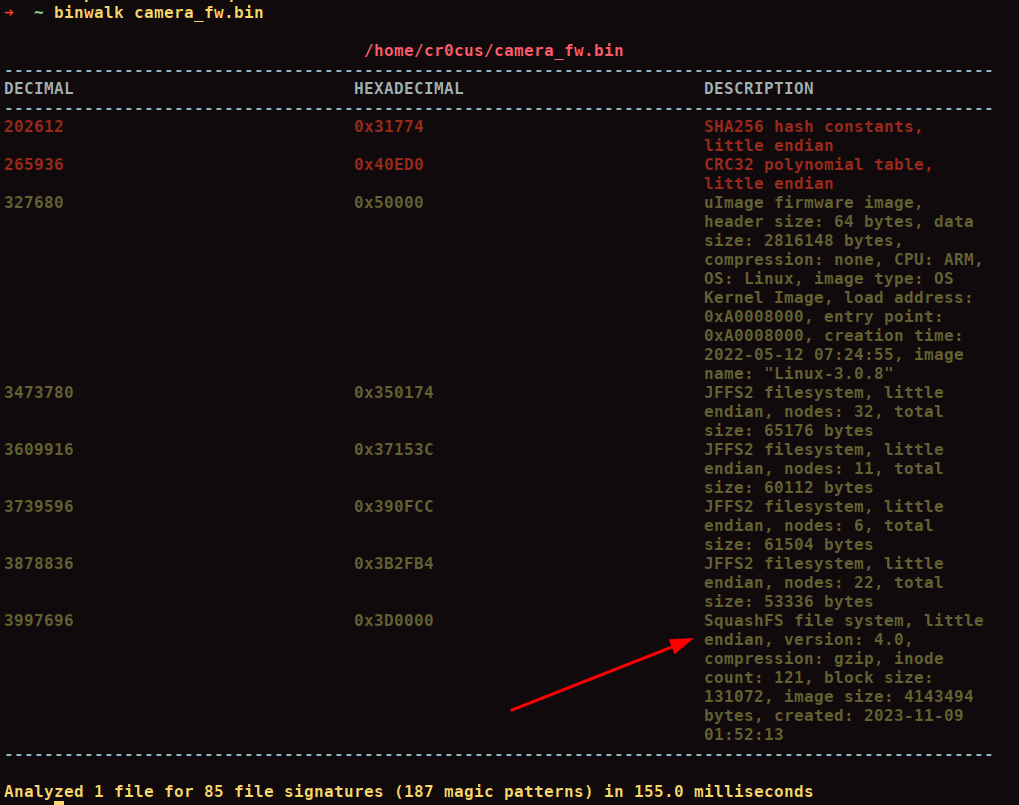 → ~ binwalk camera_fw.bin
/home/cr0cus/camera_fw.bin
--------------------------------------------------------------------------------------------------- 
DECIMAL HEXADECIMAL DESCRIPTION
---------------------------------------------------------------------------------------------------
202612 0x31774 SHA256 hash constants,
little endian
265936 0x40ED0 CRC32 polynomial table,
little endian
327680 0x50000 uImage firmware image,
header size: 64 bytes, data
size: 2816148 bytes,
compression: none, CPU: ARM,
OS: Linux, image type: OS
Kernel Image, load address:
0xA0008000, entry point:
0xA0008000, creation time:
2022-05-12 07:24:55, image
name: "Linux-3.0.8"
3473780 0x350174 JFFS2 filesystem, little
endian, nodes: 32, total
size: 65176 bytes
3609916 0x37153C JFFS2 filesystem, little
endian, nodes: 11, total
size: 60112 bytes
3739596 0x390FCC JFFS2 filesystem, little
endian, nodes: 6, total
size: 61504 bytes
3878836 0x3B2FB4 JFFS2 filesystem, little
endian, nodes: 22, total
size: 53336 bytes
3997696 0x3D0000 SquashFS file system, little
endian, version: 4.0,
compression: gzip, inode
count: 121, block size:
131072, image size: 4143494
bytes, created: 2023-11-09
01:52:13
---------------------------------------------------------------------------------------------------
Analyzed 1 file for 85 file signatures (187 magic patterns) in 155.0 milliseconds